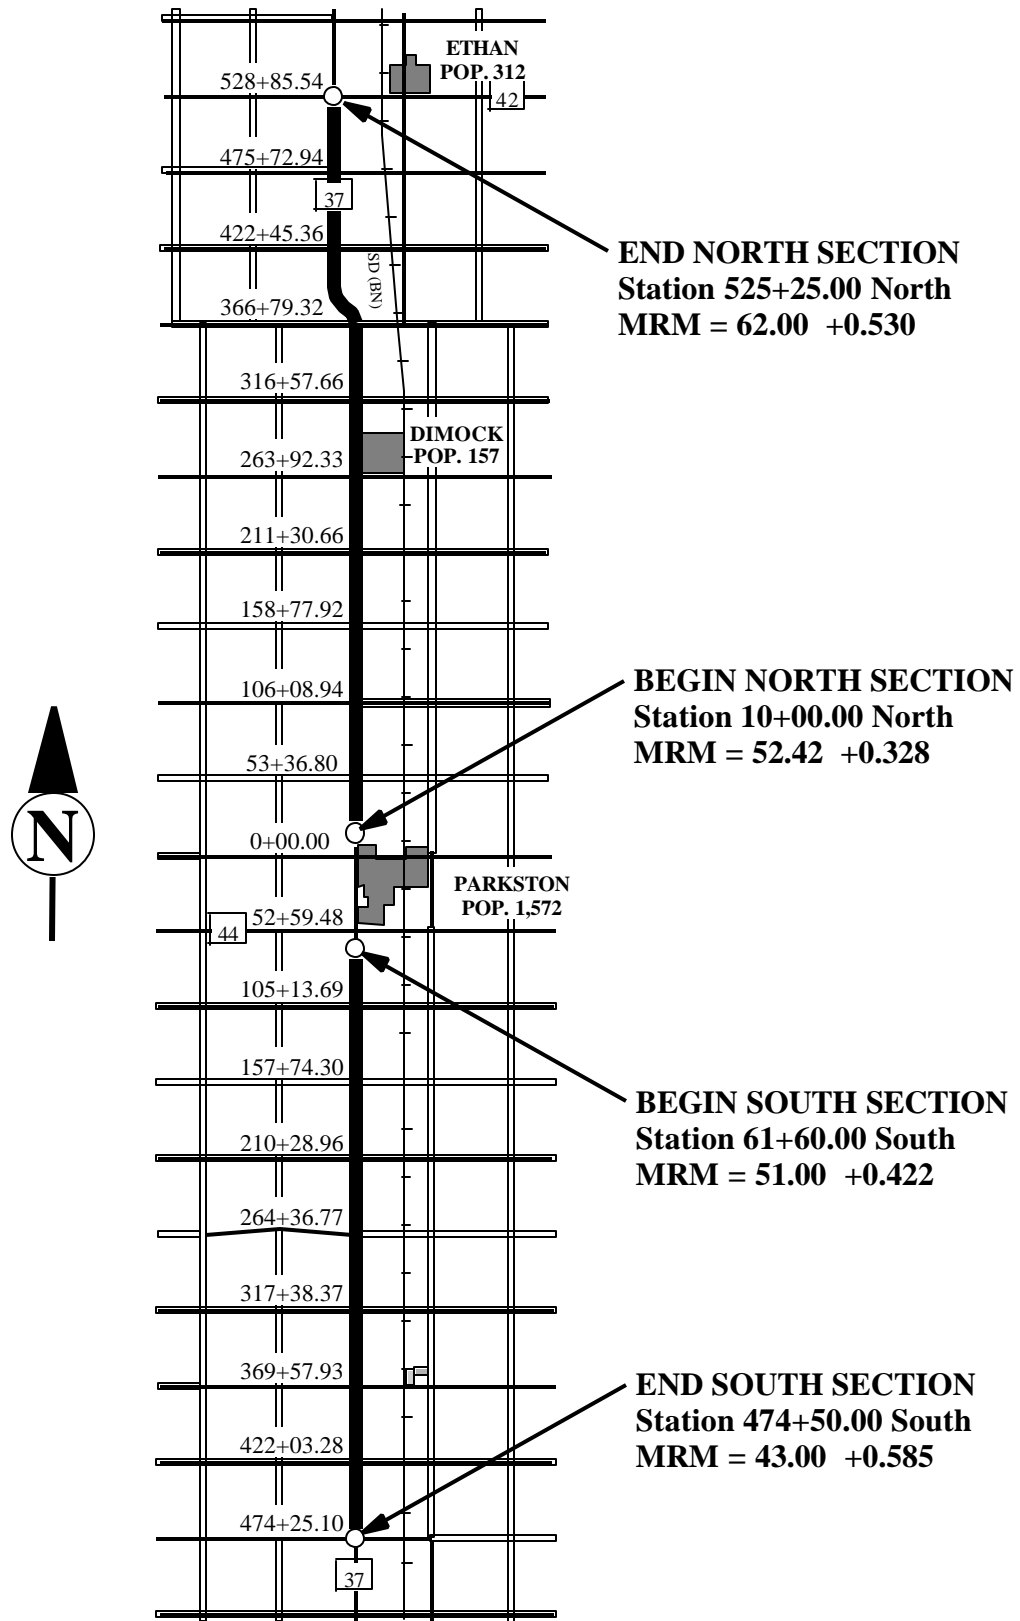 ETHAN
POP. 312
528+85.54
42
475+72.94
37
422+45.36
SD (BN)
366+79.32
END NORTH SECTION
Station 525+25.00 North
MRM = 62.00 +0.530
316+57.66
DIMOCK
POP. 157
263+92.33
211+30.66
158+77.92
106+08.94
BEGIN NORTH SECTION
Station 10+00.00 North
MRM = 52.42 +0.328
53+36.80
N
0+00.00
PARKSTON
POP. 1,572
52+59.48
44
105+13.69
157+74.30
BEGIN SOUTH SECTION
Station 61+60.00 South
MRM = 51.00 +0.422
210+28.96
264+36.77
317+38.37
369+57.93
END SOUTH SECTION
Station 474+50.00 South
MRM = 43.00 +0.585
422+03.28
474+25.10
37